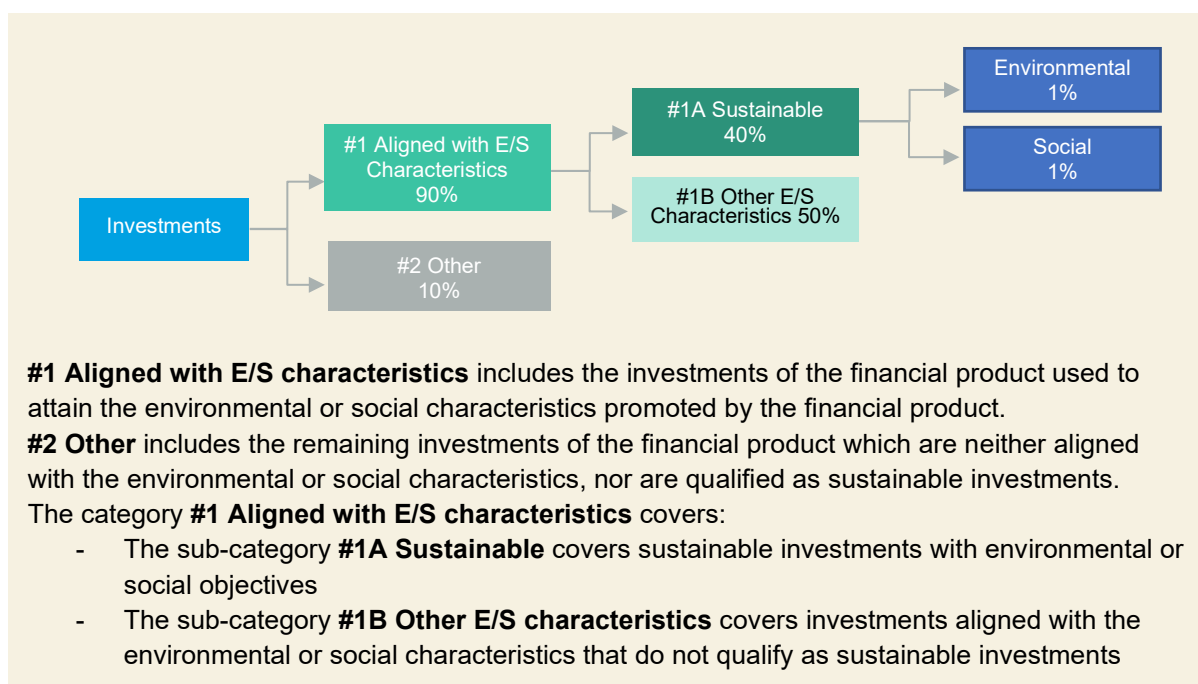 Environmental
1%
#1A Sustainable
40%
#1 Aligned with E/S
Characteristics
90%
Social
1%
#1B Other E/S
Characteristics 50%
Investments
#2 Other
10%
#1 Aligned with E/S characteristics includes the investments of the financial product used to
attain the environmental or social characteristics promoted by the financial product.
#2 Other includes the remaining investments of the financial product which are neither aligned
with the environmental or social characteristics, nor are qualified as sustainable investments.
The category #1 Aligned with E/S characteristics covers:
- The sub-category #1A Sustainable covers sustainable investments with environmental or
social objectives
- The sub-category #1B Other E/S characteristics covers investments aligned with the
environmental or social characteristics that do not qualify as sustainable investments